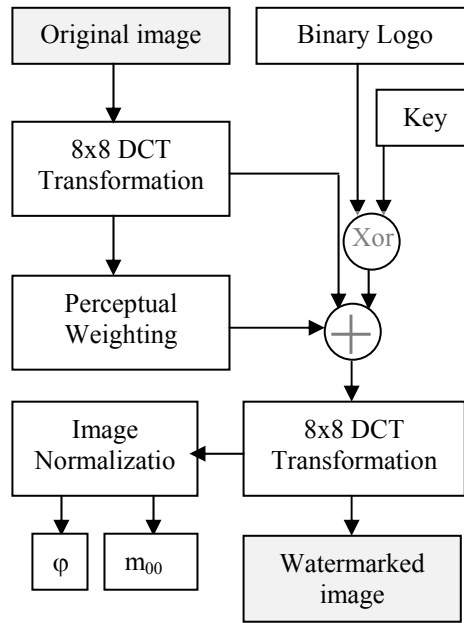 Original image
Binary Logo
Key
8x8 DCT
Transformation
Xor
Perceptual
Weighting
Image
Normalizatio
8x8 DCT
Transformation
φ
m00
Watermarked
image